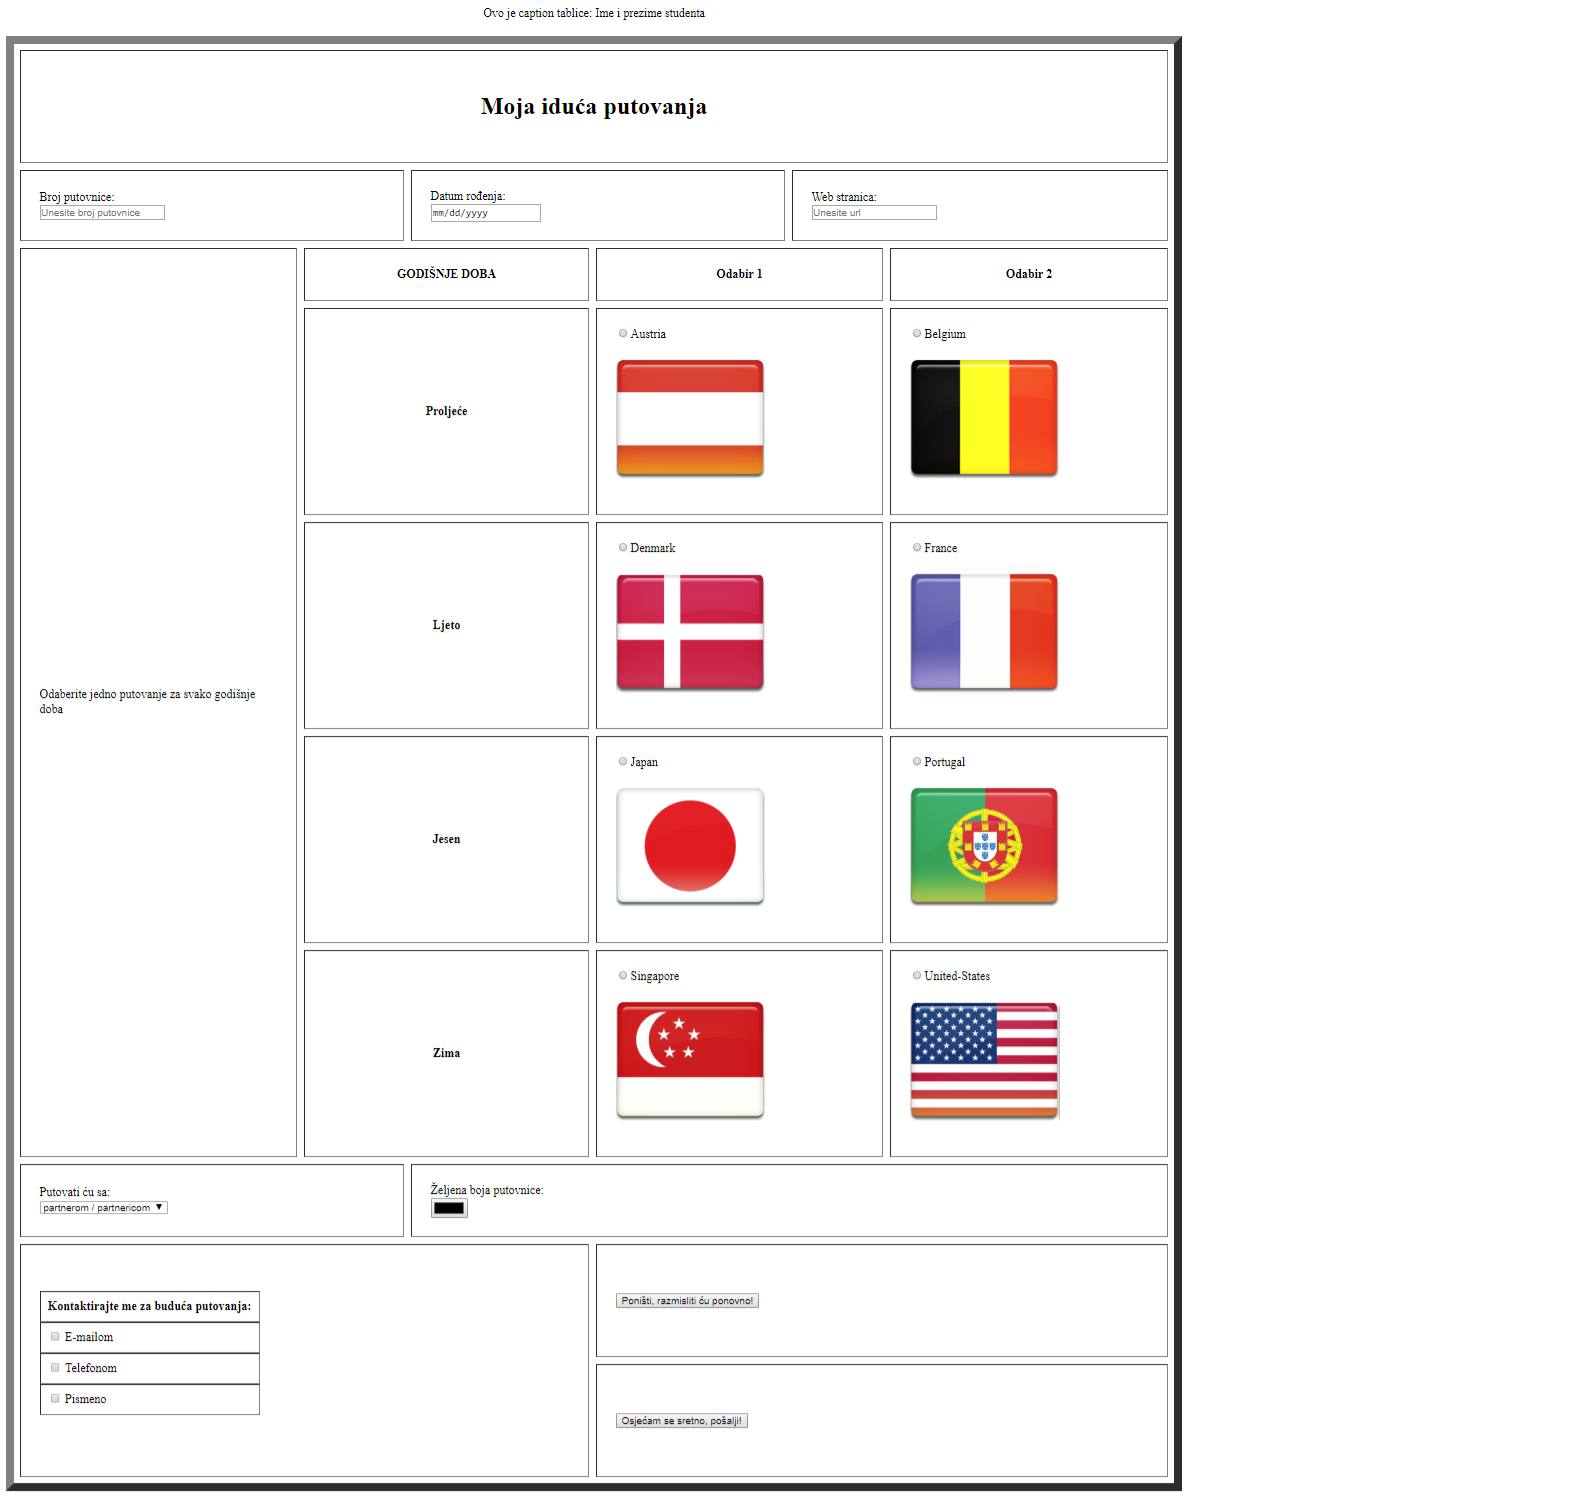 Ovo je caption tablice: Ime i prezime studenta
Moja iduća putovanja
Broj putovnice:
Unesite broj putovnice
Datum rođenja:
mm/dd/yyyy
Web stranica:
Unesite url
GODIŠNJE DOBA
Odabir 1
Odabir 2
Proljeće
Austria
Belgium
Ljeto
Denmark
France
Odaberite jedno putovanje za svako godišnje
doba
Jesen
Japan
Portugal
Zima
Singapore
United-States
Putovati ću sa:
partnerom / partnericom
Željena boja putovnice:
Kontaktirajte me za buduća putovanja:
E-mailom
Telefonom
Pismeno
Poništi, razmisliti ću ponovno!
Osjećam se sretno, pošalji!